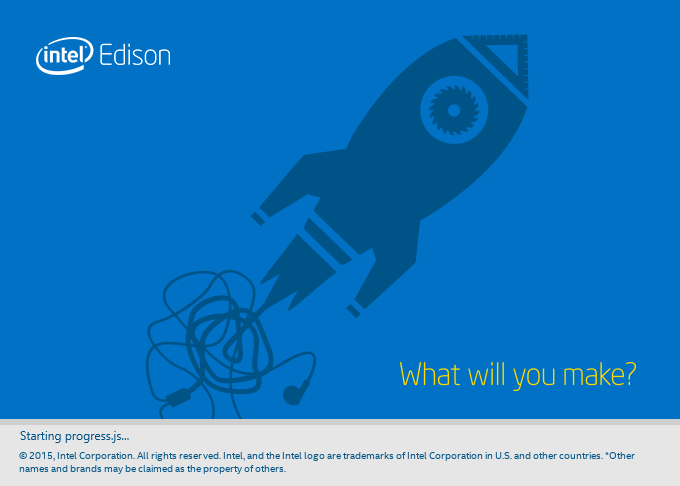 intel Edison
What will you make?
Starting progress.js...
© 2015, Intel Corporation. All rights reserved. Intel, and the Intel logo are trademarks of Intel Corporation in U.S. and other countries. *Other
names and brands may be claimed as the property of others.